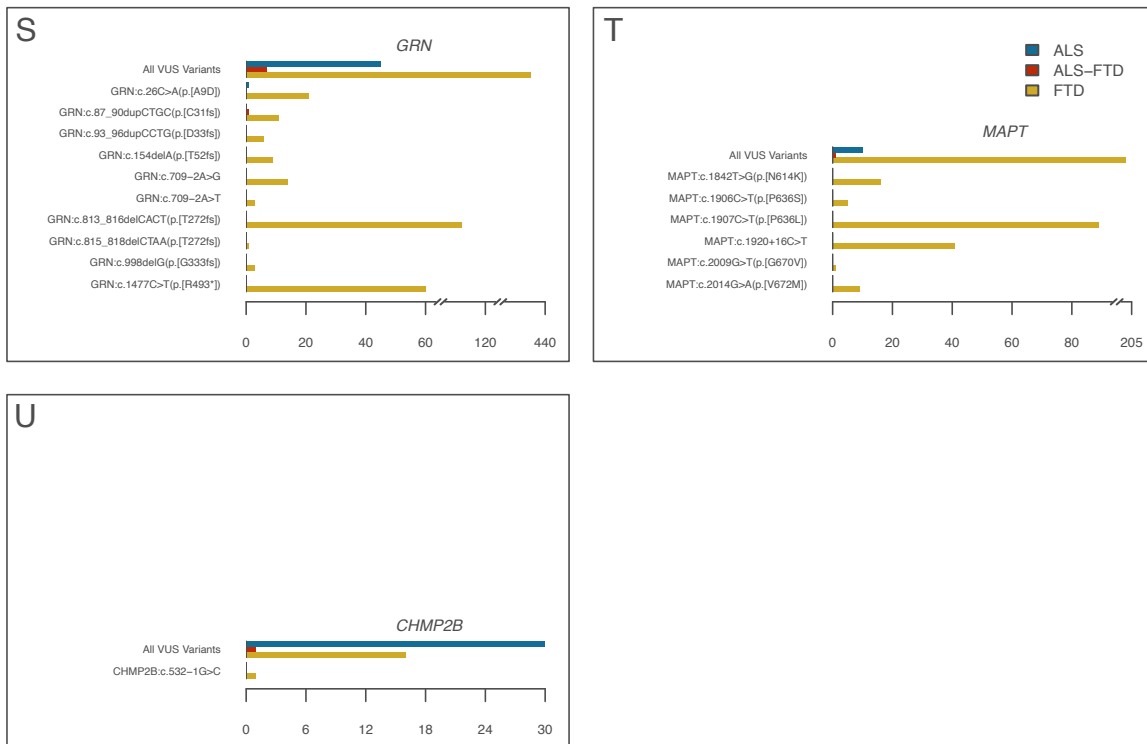 S
GRN
All VUS Variants
GRN:c.26C>A(p.[A9D])
GRN:c.87_90dupCTGC(p.[C31fs])
GRN:c.93_96dupCCTG(p.[D33fs])
GRN:c.154delA(p.[T52fs])
GRN:c.709−2A>G
GRN:c.709−2A>T
GRN:c.813_816delCACT(p.[T272fs])
GRN:c.815_818delCTAA(p.[T272fs])
GRN:c.998delG(p.[G333fs])
GRN:c.1477C>T(p.[R493*])
0 20 40 60 120 440
T
ALS
ALS−FTD
FTD
MAPT
All VUS Variants
MAPT:c.1842T>G(p.[N614K])
MAPT:c.1906C>T(p.[P636S])
MAPT:c.1907C>T(p.[P636L])
MAPT:c.1920+16C>T
MAPT:c.2009G>T(p.[G670V])
MAPT:c.2014G>A(p.[V672M])
0 20 40 60 80 205
U
CHMP2B
All VUS Variants
CHMP2B:c.532−1G>C
0 6 12 18 24 30